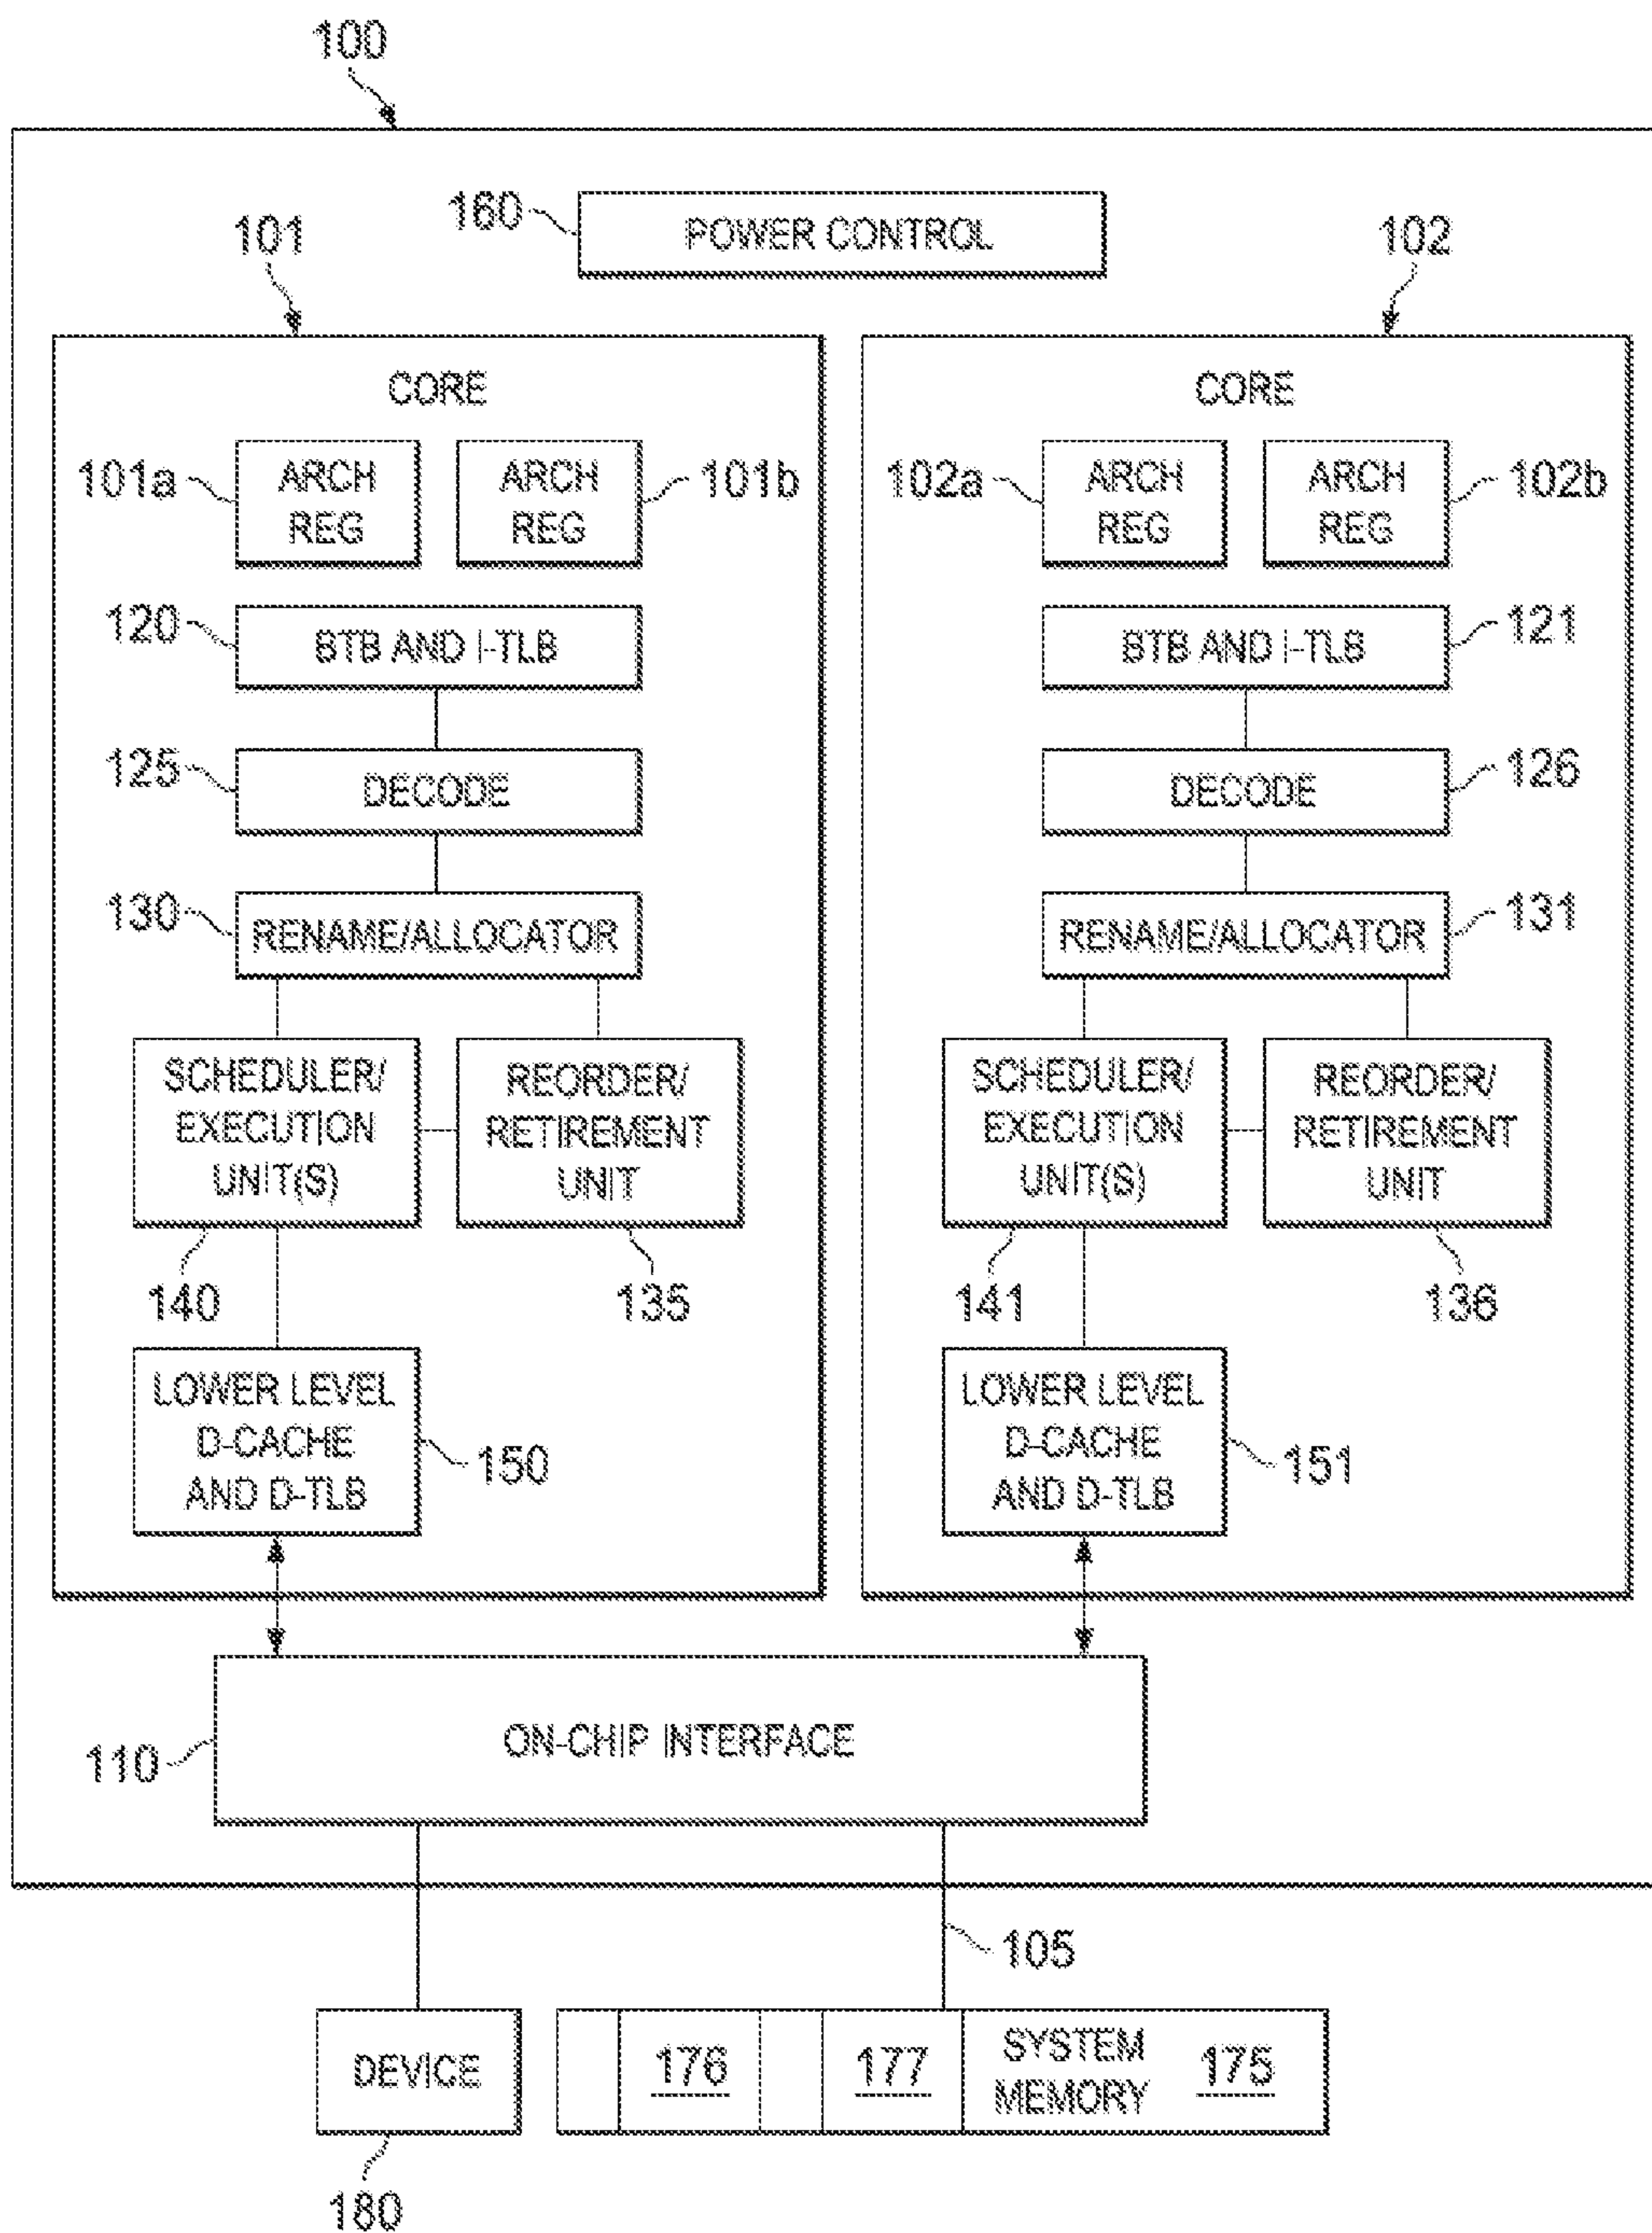 100
160
POWER CONTROL
101
102
CORE
CORE
101a
ARCH
REG
ARCH
REG
101b
102a
ARCH
REG
ARCH
REG
102b
120
BTB AND I-TLB
BTB AND I-TLB
121
125
DECODE
DECODE
126
130
RENAME/ALLOCATOR
RENAME/ALLOCATOR
131
SCHEDULER/
EXECUTION
UNIT(S)
REORDER/
RETIREMENT
UNIT
SCHEDULER/
EXECUTION
UNIT(S)
REORDER/
RETIREMENT
UNIT
140
135
141
136
LOWER LEVEL
D-CACHE
AND D-TLB
150
LOWER LEVEL
D-CACHE
AND D-TLB
151
110
ON-CHIP INTERFACE
105
DEVICE
176
177
SYSTEM
MEMORY
175
180